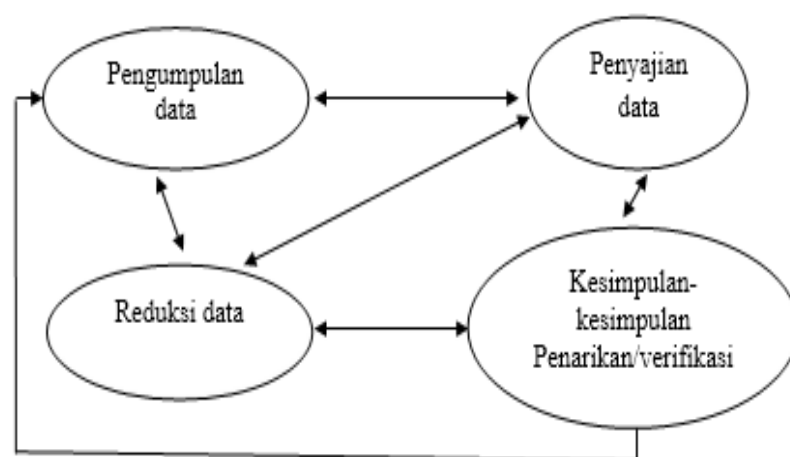 Pengumpulan
data
Penyajian
data
Reduksi data
Kesimpulan-
kesimpulan
Penarikan/verifikasi